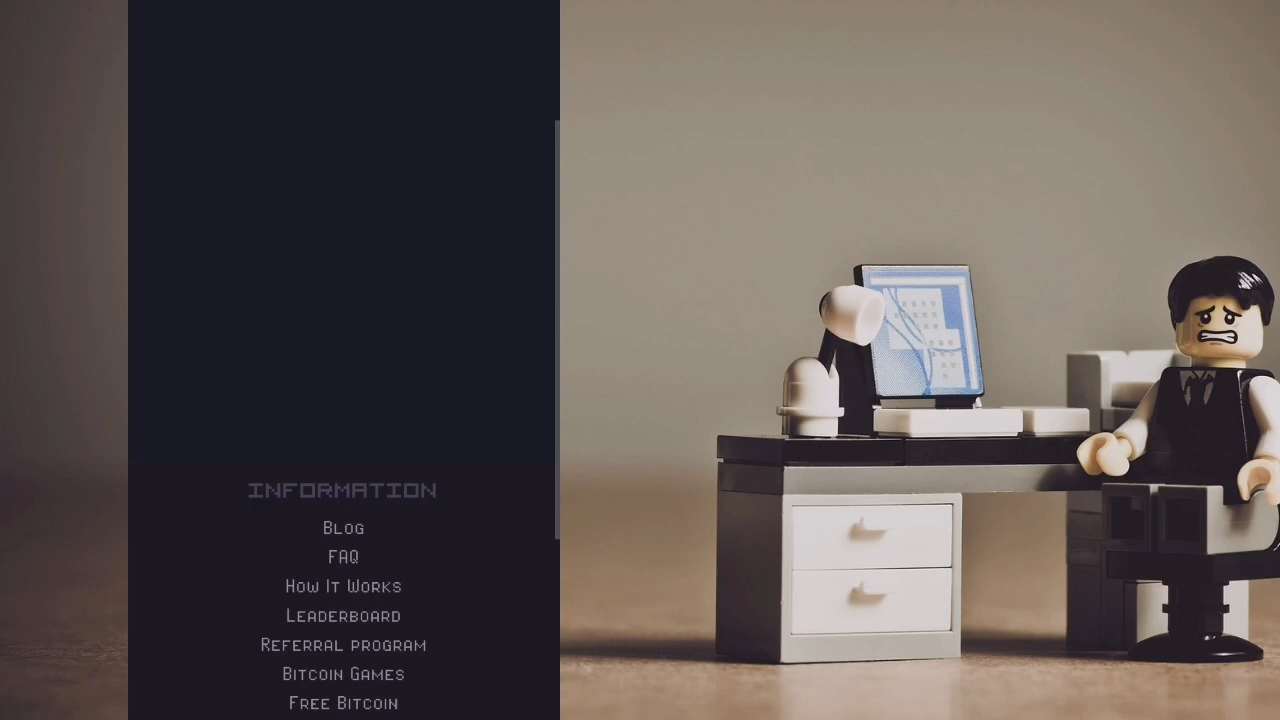 INFORMATION
Blog
FAQ
How It Works
Leaderboard
Referral program
Bitcoin Games
Free Bitcoin